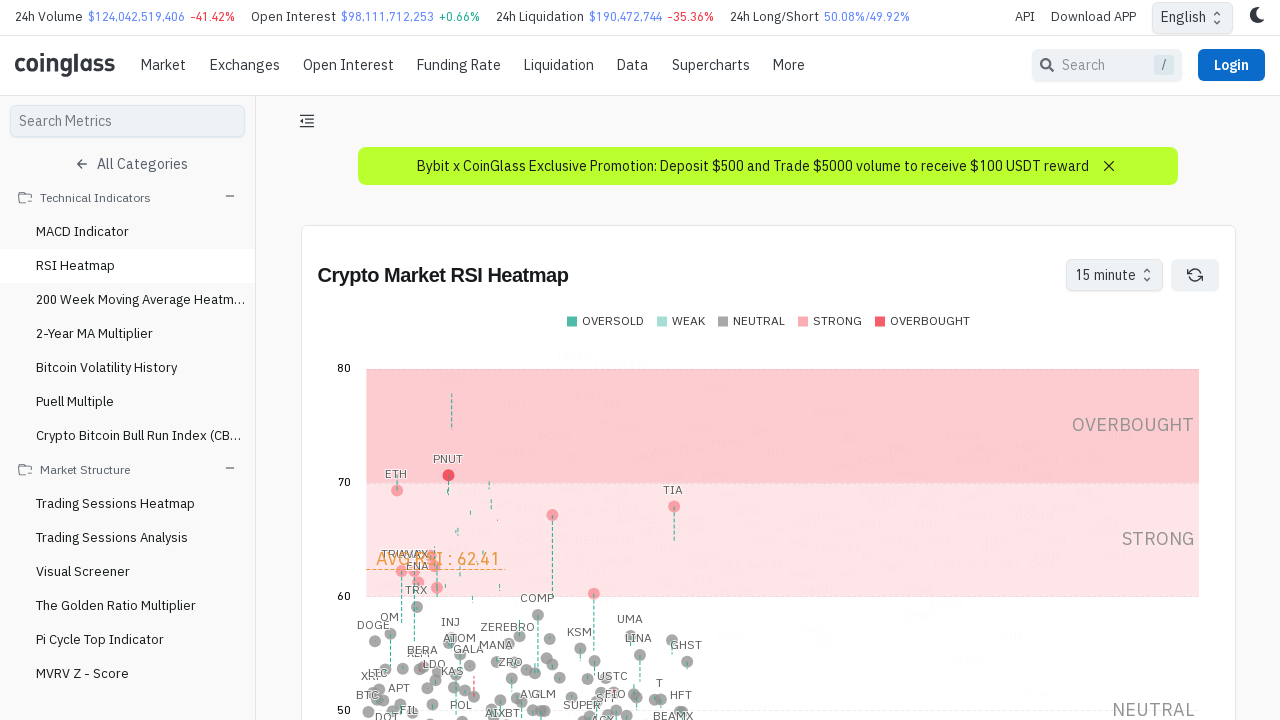 24h Volume $124,042,519,406 -41.42% Open Interest $98,111,712,253 +0.66% 24h Liquidation $190,472,744 -35.36% 24h Long/Short 50.08%/49.92% API Download APP English
coinglass Market Exchanges Open Interest Funding Rate Liquidation Data Supercharts More Search / Login
Search Metrics
All Categories
Technical Indicators
MACD Indicator
RSI Heatmap
200 Week Moving Average Heatm...
2-Year MA Multiplier
Bitcoin Volatility History
Puell Multiple
Crypto Bitcoin Bull Run Index (CB...
Market Structure
Trading Sessions Heatmap
Trading Sessions Analysis
Visual Screener
The Golden Ratio Multiplier
Pi Cycle Top Indicator
MVRV Z - Score
Bybit x CoinGlass Exclusive Promotion: Deposit $500 and Trade $5000 volume to receive $100 USDT reward
Crypto Market RSI Heatmap
15 minute
OVERSOLD WEAK NEUTRAL STRONG OVERBOUGHT
80
OVERBOUGHT
PNUT
ETH
70
TIA
STRONG
AVAX
AVG RSI : 62.41
ENA
TRX
60
COMP
OM
UMA
DOGE
INJ
ZEREBRO
KSM
ATOM
LINA
GALA
MANA
GHST
BERA
LDO
ZRO
LTC
KAS
USTC
T
APT
BTC
GLM
HFT
POL
SUPER
FIL
50
AIXBT
DOT
BEAMX
NEUTRAL